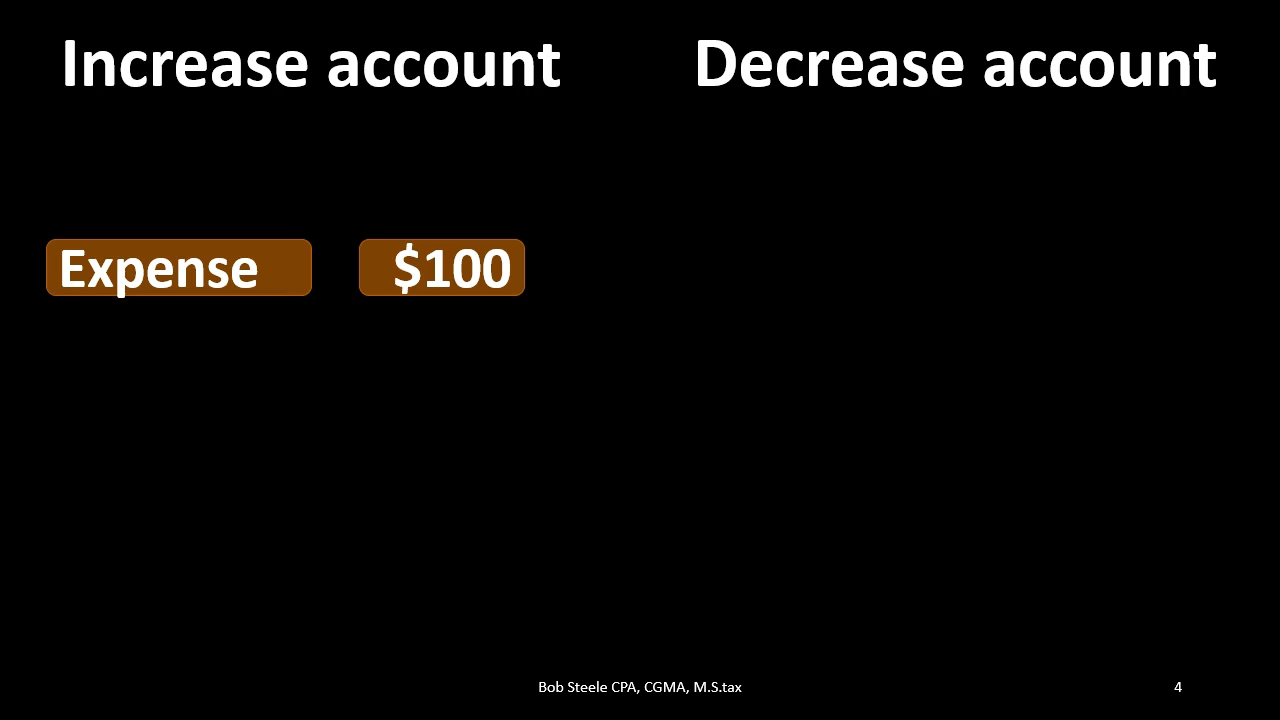 Increase account
Decrease account
Expense
$100
Bob Steele CPA, CGMA, M.S.tax
4